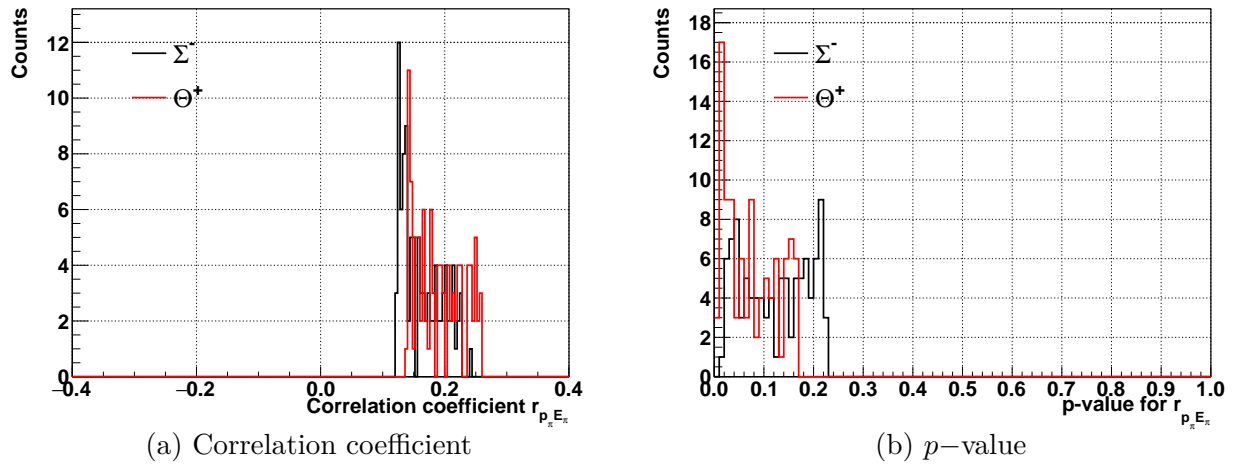 Counts
12
10
8
6
4
2
0
Σ⁻
Θ⁺
−0.4
−0.2
0.0
0.2
0.4
Correlation coefficient r_{p_π E_π}
(a) Correlation coefficient
Counts
18
16
14
12
10
8
6
4
2
0
Σ⁻
Θ⁺
0.0 0.1 0.2 0.3 0.4 0.5 0.6 0.7 0.8 0.9 1.0
p-value for r_{p_π E_π}
(b) p−value